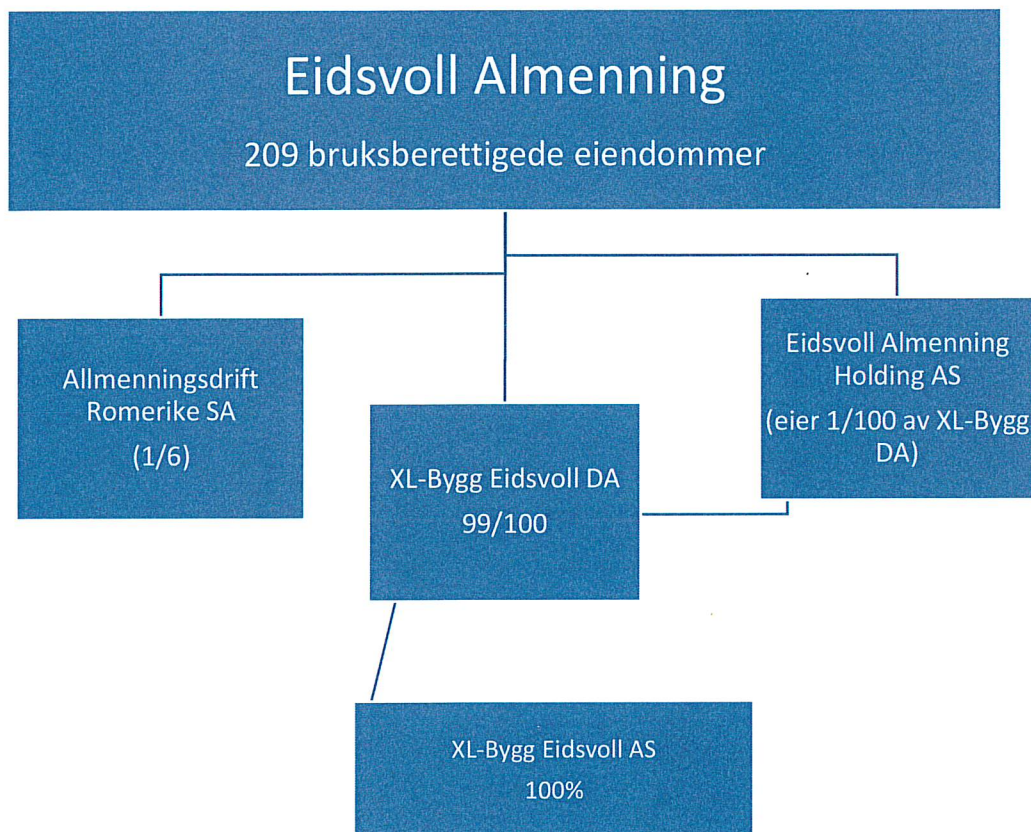 Eidsvoll Almenning
209 bruksberettigede eiendommer
Allmenningsdrift
Romerike SA
(1/6)
XL-Bygg Eidsvoll DA
99/100
Eidsvoll Almenning
Holding AS
(eier 1/100 av XL-Bygg
DA)
XL-Bygg Eidsvoll AS
100%